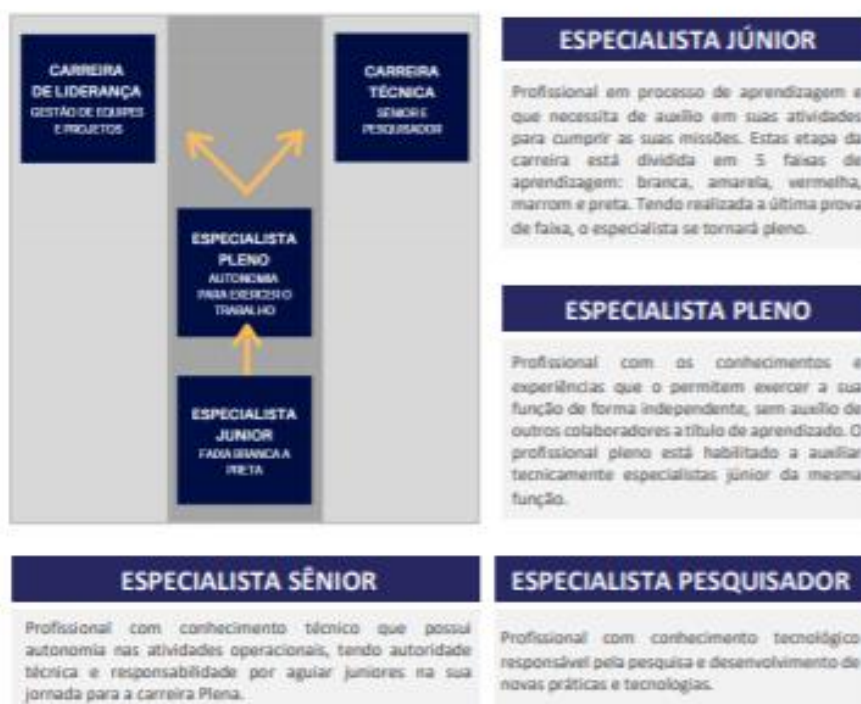 CARREIRA
DE LIDERANÇA
GESTÃO DE EQUIPES
E PROJETOS
CARREIRA
TÉCNICA
SENIOR E
PESQUISADOR
ESPECIALISTA
PLENO
AUTONOMIA
PARA EXERCER O
TRABALHO
ESPECIALISTA
JUNIOR
FAIXA BRANCA A
PRETA
ESPECIALISTA JÚNIOR
Profissional em processo de aprendizagem e
que necessita de auxílio em suas atividades
para cumprir as suas missões. Estas etapa da
carreira está dividida em 5 faixas de
aprendizagem: branca, amarela, vermelha,
marrom e preta. Tendo realizada a última prova
de faixa, o especialista se tornará pleno.
ESPECIALISTA PLENO
Profissional com os conhecimentos e
experiências que o permitem exercer a sua
função de forma independente, sem auxílio de
outros colaboradores a título de aprendizado. O
profissional pleno está habilitado a auxiliar
tecnicamente especialistas júnior da mesma
função.
ESPECIALISTA SÊNIOR
Profissional com conhecimento técnico que possui
autonomia nas atividades operacionais, tendo autoridade
técnica e responsabilidade por aguiar juniores na sua
jornada para a carreira Plena.
ESPECIALISTA PESQUISADOR
Profissional com conhecimento tecnológico
responsável pela pesquisa e desenvolvimento de
novas práticas e tecnologias.